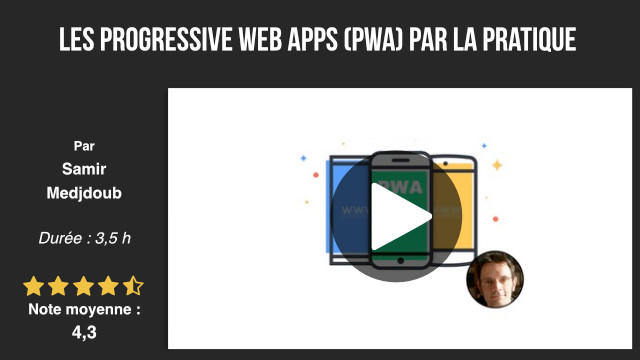 LES PROGRESSIVE WEB APPS (PWA) PAR LA PRATIQUE
Par
Samir
Medjdoub
Durée : 3,5 h
Note moyenne :
4,3
PWA